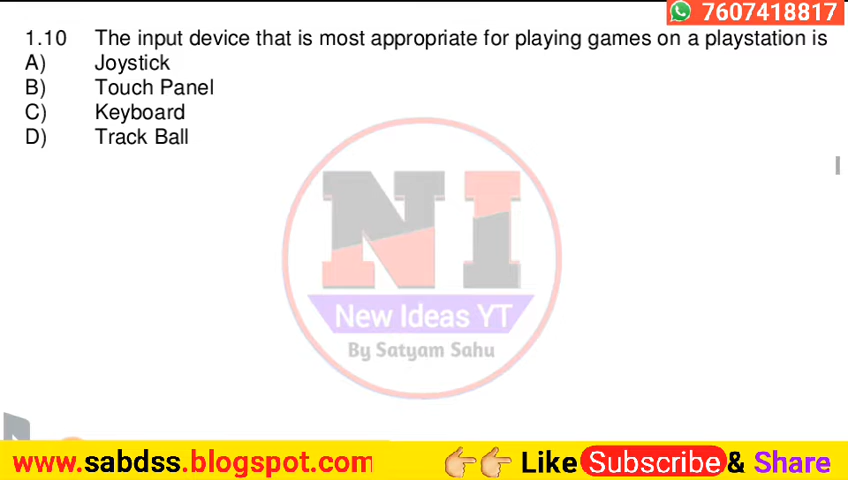 7607418817
1.10 The input device that is most appropriate for playing games on a playstation is
A) Joystick
B) Touch Panel
C) Keyboard
D) Track Ball
NI
New Ideas YT
By Satyam Sahu
www.sabdss.blogspot.com 👉🏼👉🏼 Like Subscribe & Share